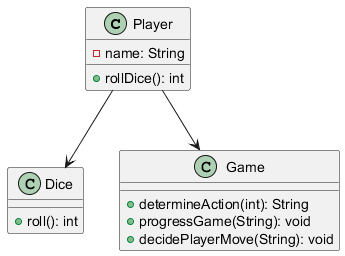 C Player
name: String
rollDice(): int
C Dice
roll(): int
C Game
determineAction(int): String
progressGame(String): void
decidePlayerMove(String): void